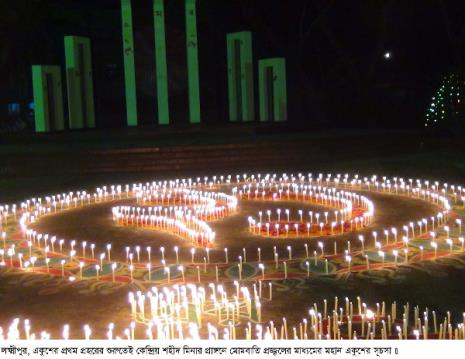 লক্ষ্মীপুর, একুশের প্রথম প্রহরের শুরুতেই কেন্দ্রিয় শহীদ মিনার প্রাঙ্গনে মোমবাতি প্রজ্জ্বলের মাধ্যমের মহান একুশের সূচনা॥